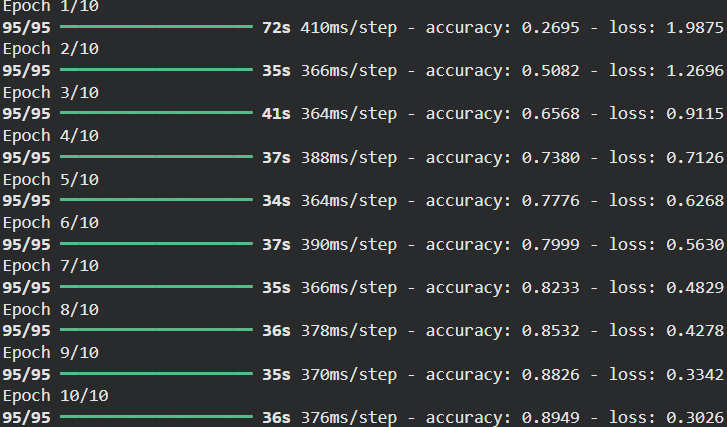 Epoch 1/10
95/95 ━━━━━━━━━━━━━━━━━━━━ 72s 410ms/step - accuracy: 0.2695 - loss: 1.9875
Epoch 2/10
95/95 ━━━━━━━━━━━━━━━━━━━━ 35s 366ms/step - accuracy: 0.5082 - loss: 1.2696
Epoch 3/10
95/95 ━━━━━━━━━━━━━━━━━━━━ 41s 364ms/step - accuracy: 0.6568 - loss: 0.9115
Epoch 4/10
95/95 ━━━━━━━━━━━━━━━━━━━━ 37s 388ms/step - accuracy: 0.7380 - loss: 0.7126
Epoch 5/10
95/95 ━━━━━━━━━━━━━━━━━━━━ 34s 364ms/step - accuracy: 0.7776 - loss: 0.6268
Epoch 6/10
95/95 ━━━━━━━━━━━━━━━━━━━━ 37s 390ms/step - accuracy: 0.7999 - loss: 0.5630
Epoch 7/10
95/95 ━━━━━━━━━━━━━━━━━━━━ 35s 366ms/step - accuracy: 0.8233 - loss: 0.4829
Epoch 8/10
95/95 ━━━━━━━━━━━━━━━━━━━━ 36s 378ms/step - accuracy: 0.8532 - loss: 0.4278
Epoch 9/10
95/95 ━━━━━━━━━━━━━━━━━━━━ 35s 370ms/step - accuracy: 0.8826 - loss: 0.3342
Epoch 10/10
95/95 ━━━━━━━━━━━━━━━━━━━━ 36s 376ms/step - accuracy: 0.8949 - loss: 0.3026